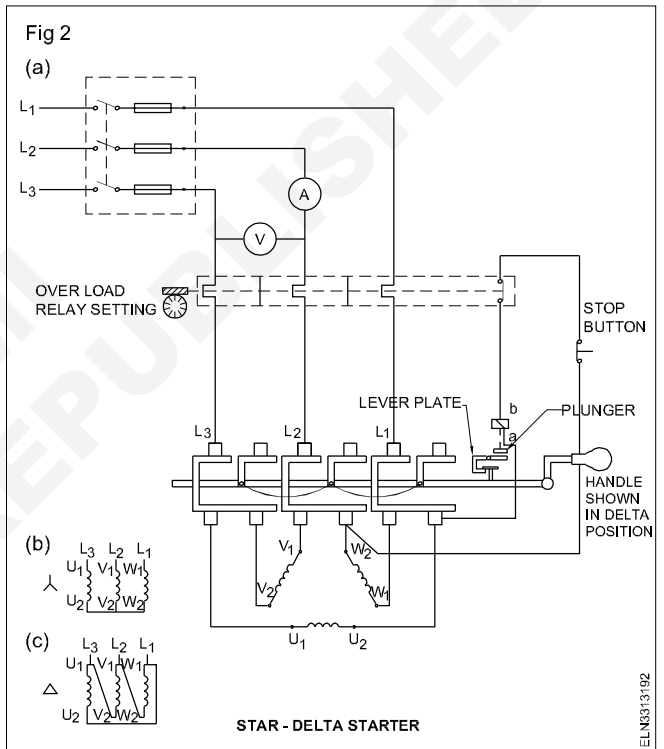 Fig 2
(a)
L1
L2
L3
A
V
OVER LOAD
RELAY SETTING
STOP
BUTTON
LEVER PLATE
b
PLUNGER
a
L3
L2
L1
HANDLE
SHOWN
IN DELTA
POSITION
V1
W2
V2
W1
U1
U2
(b)
L3 L2 L1
U1 V1 W1
U2 V2 W2
(c)
L3 L2 L1
U1 V1 W1
U2 V2 W2
STAR - DELTA STARTER
ELN3313192
REPUBLISHED